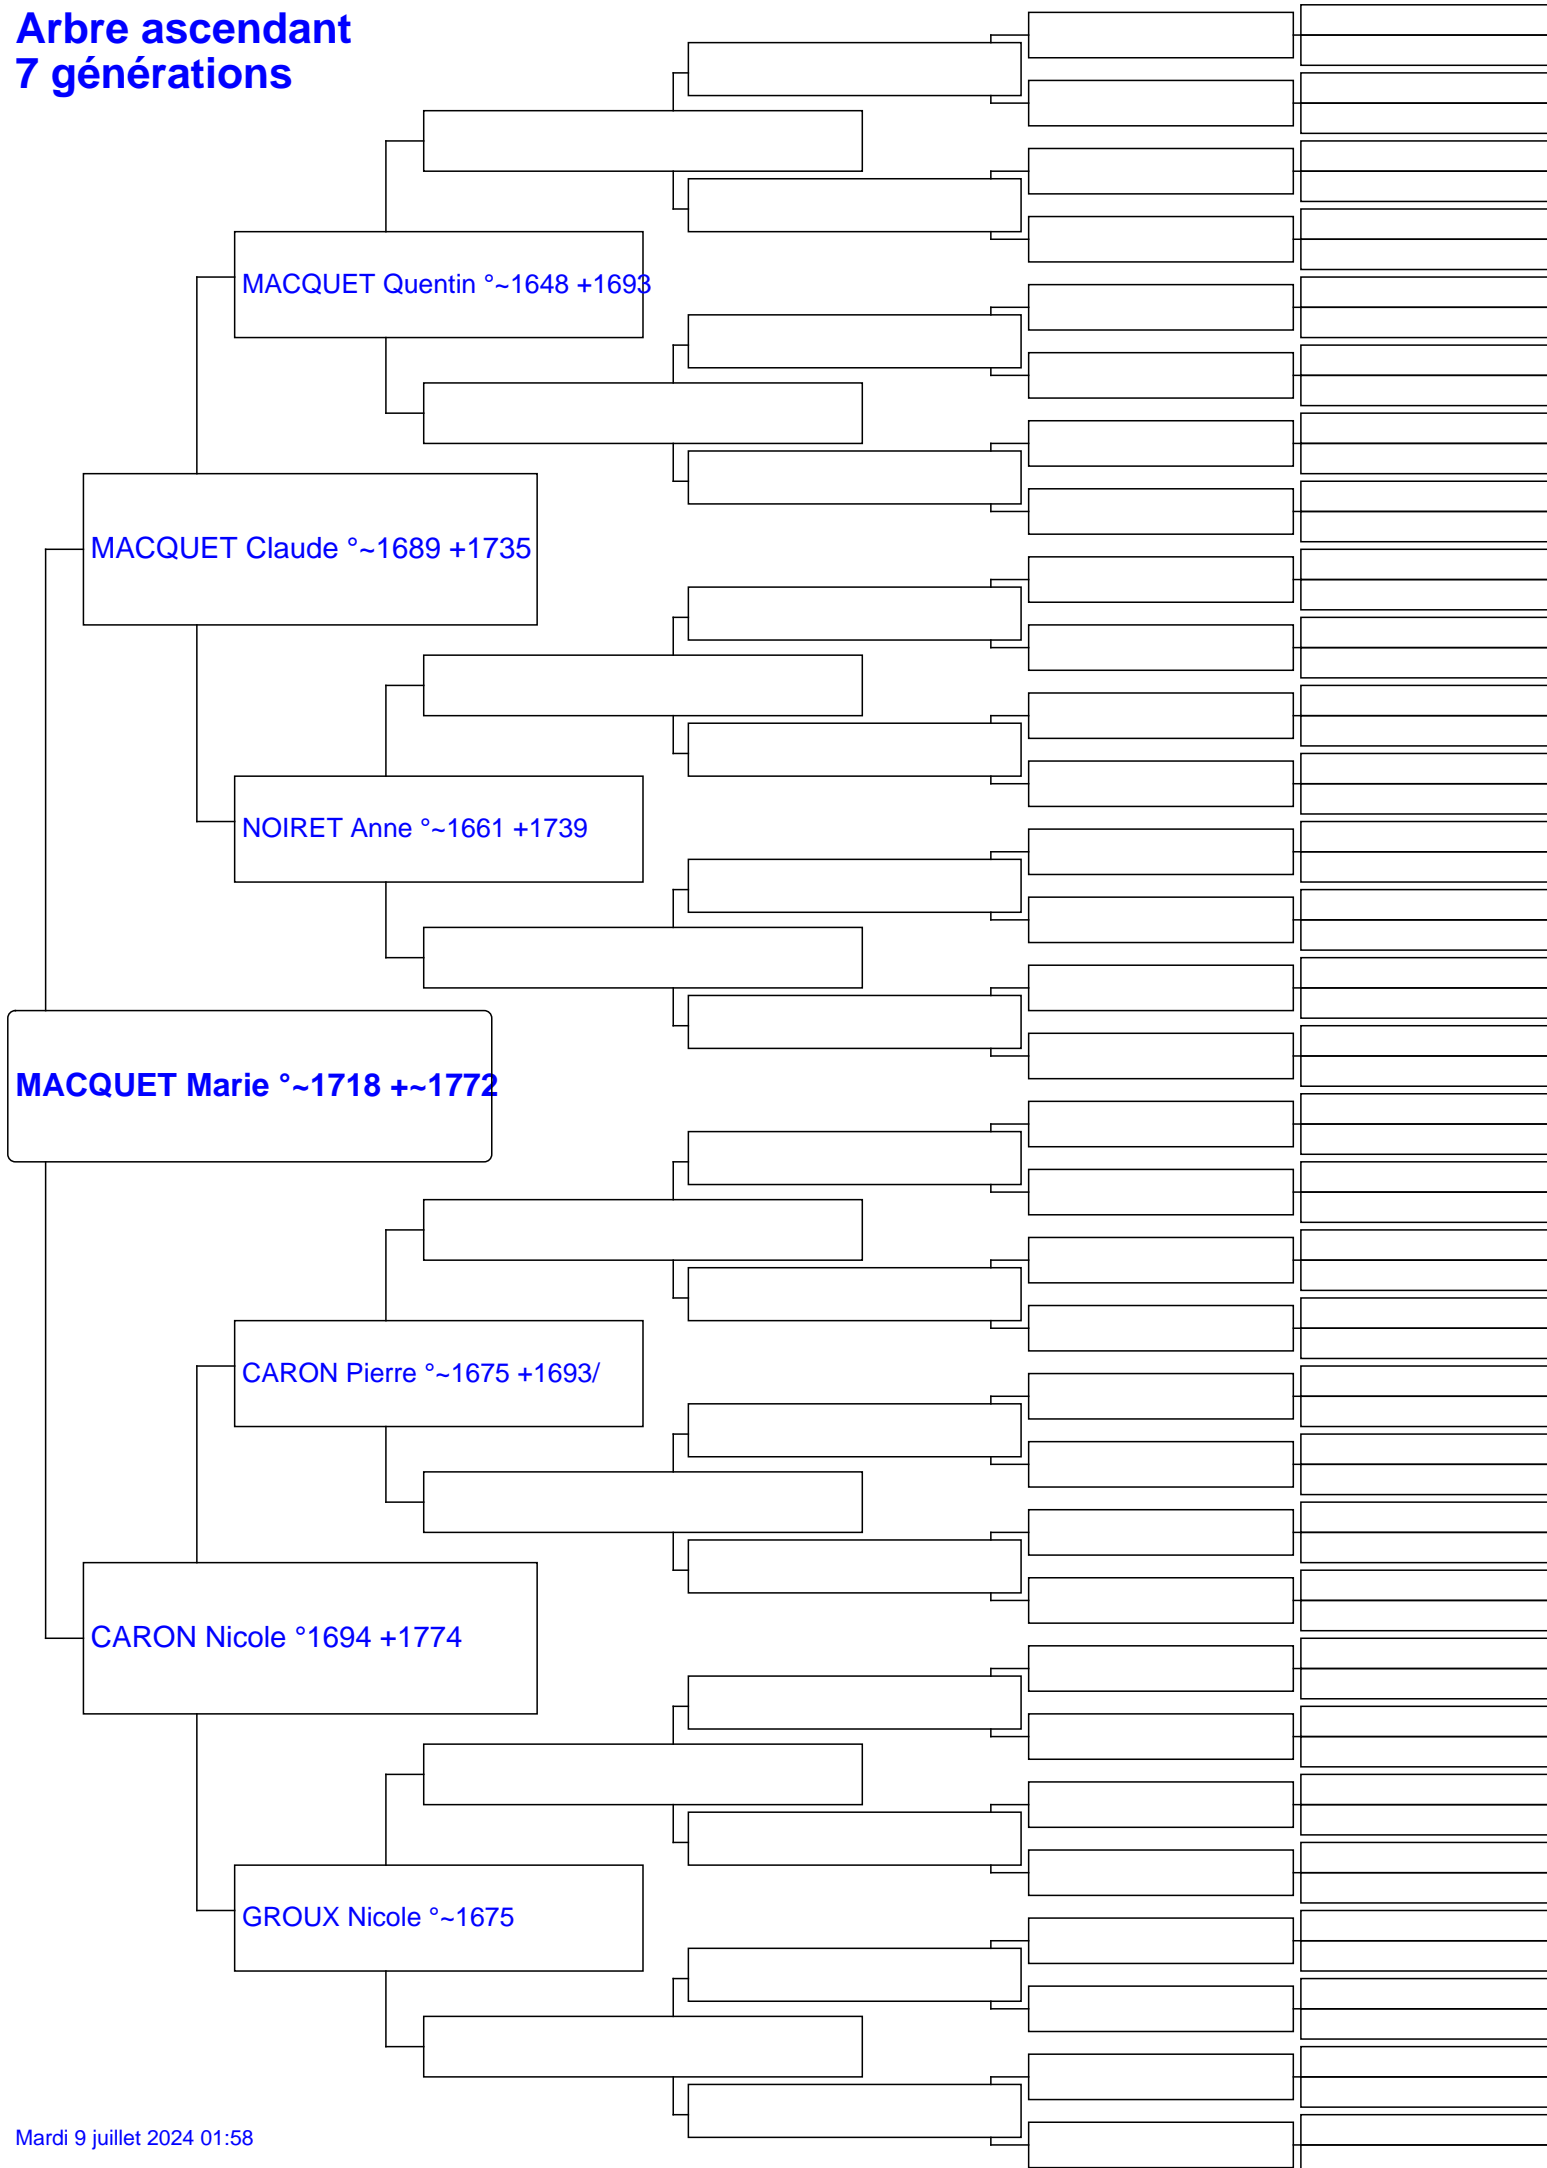 Arbre ascendant
7 générations
MACQUET Quentin °~1648 +1693
MACQUET Claude °~1689 +1735
NOIRET Anne °~1661 +1739
MACQUET Marie °~1718 +~1772
CARON Pierre °~1675 +1693/
CARON Nicole °1694 +1774
GROUX Nicole °~1675
Mardi 9 juillet 2024 01:58